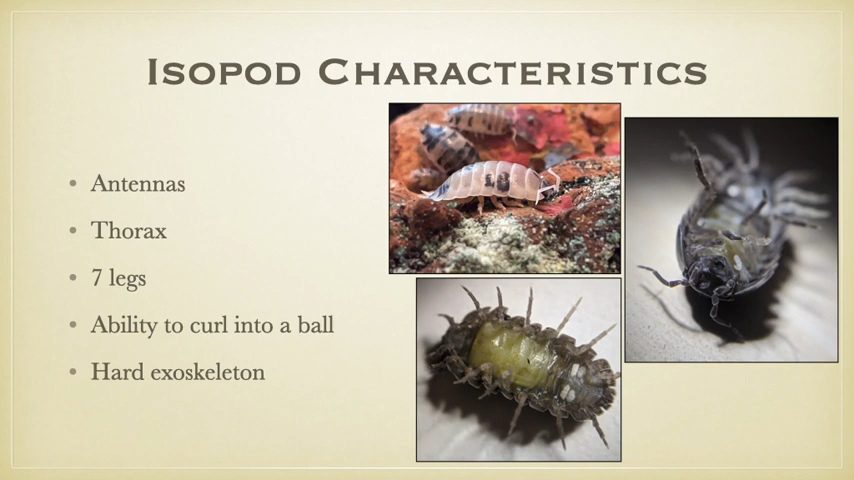 Isopod Characteristics
Antennas
Thorax
7 legs
Ability to curl into a ball
Hard exoskeleton